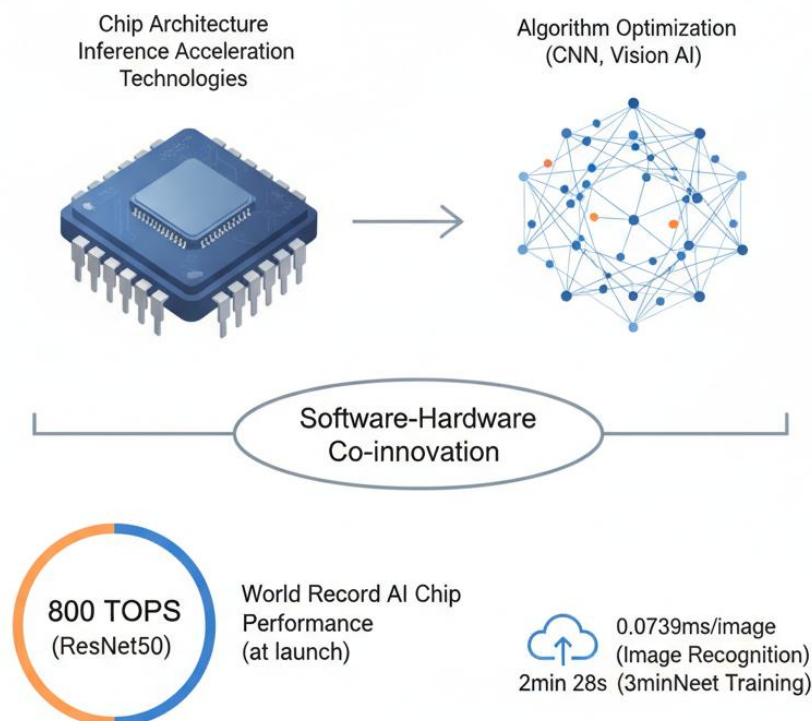 Chip Architecture
Inference Acceleration
Technologies
Algorithm Optimization
(CNN, Vision AI)
Software-Hardware
Co-innovation
800 TOPS
(ResNet50)
World Record AI Chip
Performance
(at launch)
0.0739ms/image
(Image Recognition)
2min 28s (3minNeet Training)